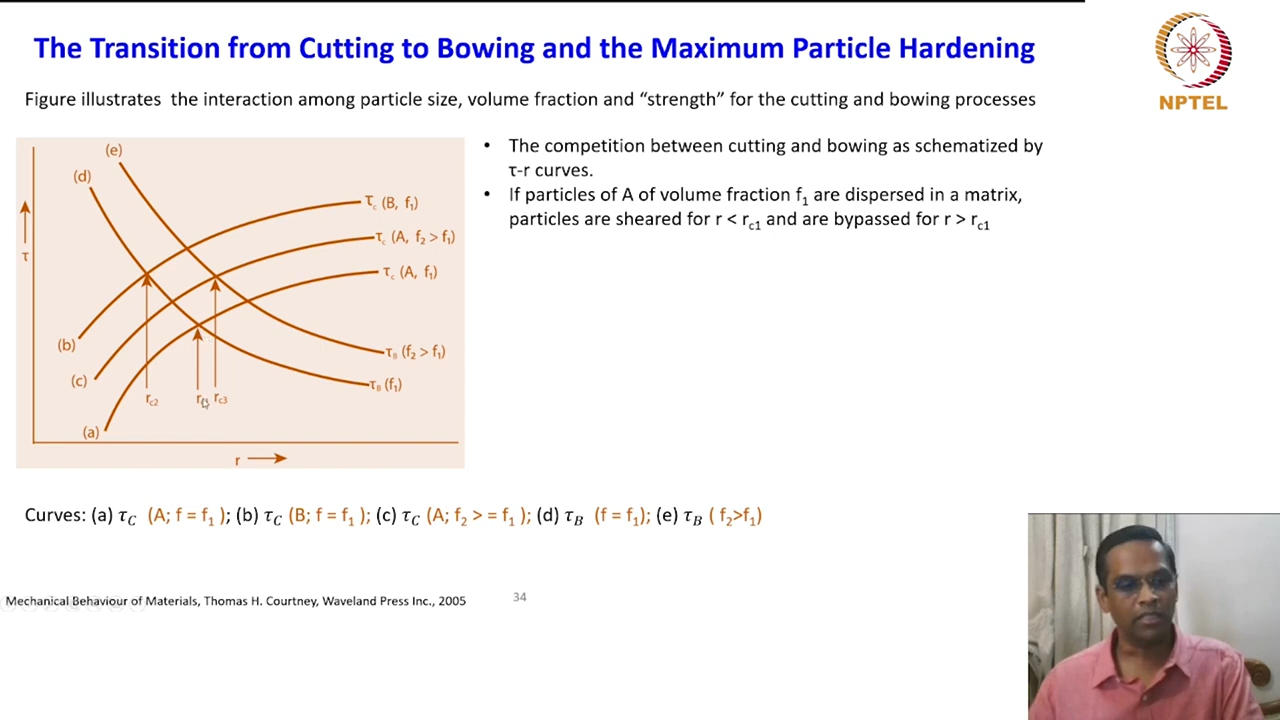 The Transition from Cutting to Bowing and the Maximum Particle Hardening
NPTEL
Figure illustrates the interaction among particle size, volume fraction and “strength” for the cutting and bowing processes
• The competition between cutting and bowing as schematized by
τ-r curves.
• If particles of A of volume fraction f₁ are dispersed in a matrix,
particles are sheared for r < rc1 and are bypassed for r > rc1
(e)
(d)
τc (B, f₁)
τc (A, f₂ > f₁)
τ
τc (A, f₁)
(b)
τB (f₂ > f₁)
(c)
τB (f₁)
rc2
rc3
(a)
r
Curves: (a) τC (A; f = f₁ ); (b) τC (B; f = f₁ ); (c) τC (A; f₂ > = f₁ ); (d) τB (f = f₁); (e) τB ( f₂>f₁)
Mechanical Behaviour of Materials, Thomas H. Courtney, Waveland Press Inc., 2005
34